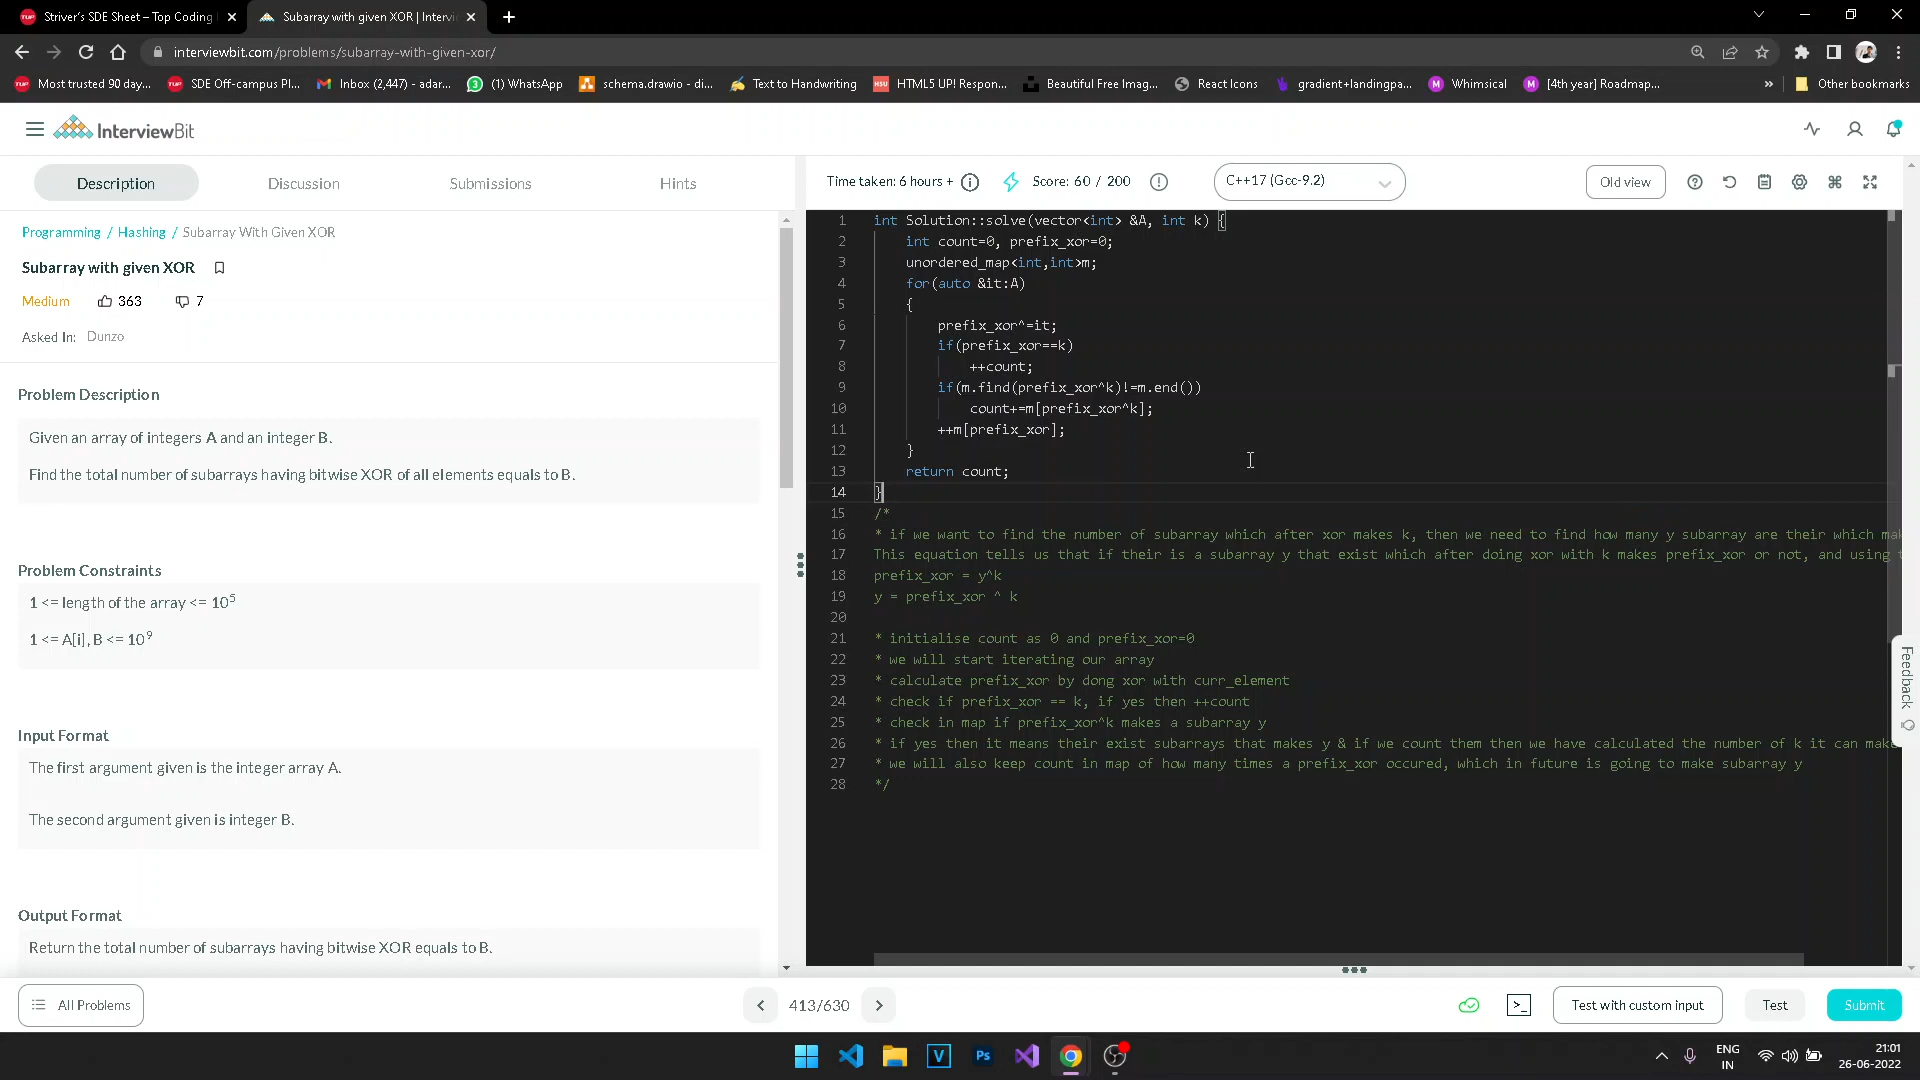 Striver's SDE Sheet – Top Coding
Subarray with given XOR | Intervi
interviewbit.com/problems/subarray-with-given-xor/
Most trusted 90 day...
SDE Off-campus Pl...
Inbox (2,447) - adar...
(1) WhatsApp
schema.drawio - di...
Text to Handwriting
HTML5 UP! Respon...
Beautiful Free Imag...
React Icons
gradient+landingpa...
Whimsical
[4th year] Roadmap...
»
Other bookmarks
InterviewBit
Description
Discussion
Submissions
Hints
Time taken: 6 hours +
Score: 60 / 200
C++17 (Gcc-9.2)
Old view
Programming / Hashing / Subarray With Given XOR
Subarray with given XOR
Medium 363 7
Asked In: Dunzo
Problem Description
Given an array of integers A and an integer B.
Find the total number of subarrays having bitwise XOR of all elements equals to B.
Problem Constraints
1 <= length of the array <= 10^5
1 <= A[i], B <= 10^9
Input Format
The first argument given is the integer array A.
The second argument given is integer B.
Output Format
Return the total number of subarrays having bitwise XOR equals to B.
1 int Solution::solve(vector<int> &A, int k) {
2 int count=0, prefix_xor=0;
3 unordered_map<int,int>m;
4 for(auto &it:A)
5 {
6 prefix_xor^=it;
7 if(prefix_xor==k)
8 ++count;
9 if(m.find(prefix_xor^k)!=m.end())
10 count+=m[prefix_xor^k];
11 ++m[prefix_xor];
12 }
13 return count;
14 }
15 /*
16 * if we want to find the number of subarray which after xor makes k, then we need to find how many y subarray are their which mak
17 This equation tells us that if their is a subarray y that exist which after doing xor with k makes prefix_xor or not, and using t
18 prefix_xor = y^k
19 y = prefix_xor ^ k
20
21 * initialise count as 0 and prefix_xor=0
22 * we will start iterating our array
23 * calculate prefix_xor by dong xor with curr_element
24 * check if prefix_xor == k, if yes then ++count
25 * check in map if prefix_xor^k makes a subarray y
26 * if yes then it means their exist subarrays that makes y & if we count them then we have calculated the number of k it can make
27 * we will also keep count in map of how many times a prefix_xor occured, which in future is going to make subarray y
28 */
Feedback
All Problems
413/630
Test with custom input
Test
Submit
V
Ps
ENG
IN
21:01
26-06-2022